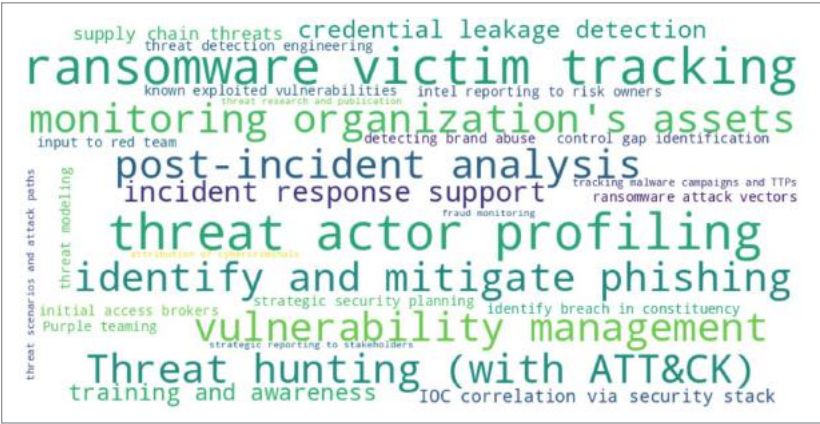 supply chain threats
credential leakage detection
threat detection engineering
ransomware victim tracking
known exploited vulnerabilities
intel reporting to risk owners
threat research and publication
monitoring organization's assets
input to red team
detecting brand abuse
control gap identification
post-incident analysis
incident response support
tracking malware campaigns and TTPs
ransomware attack vectors
threat scenarios and attack paths
threat modeling
fraud monitoring
threat actor profiling
attribution of cybercriminals
identify and mitigate phishing
strategic security planning
initial access brokers
identify breach in constituency
Purple teaming
vulnerability management
strategic reporting to stakeholders
Threat hunting (with ATT&CK)
training and awareness
IOC correlation via security stack